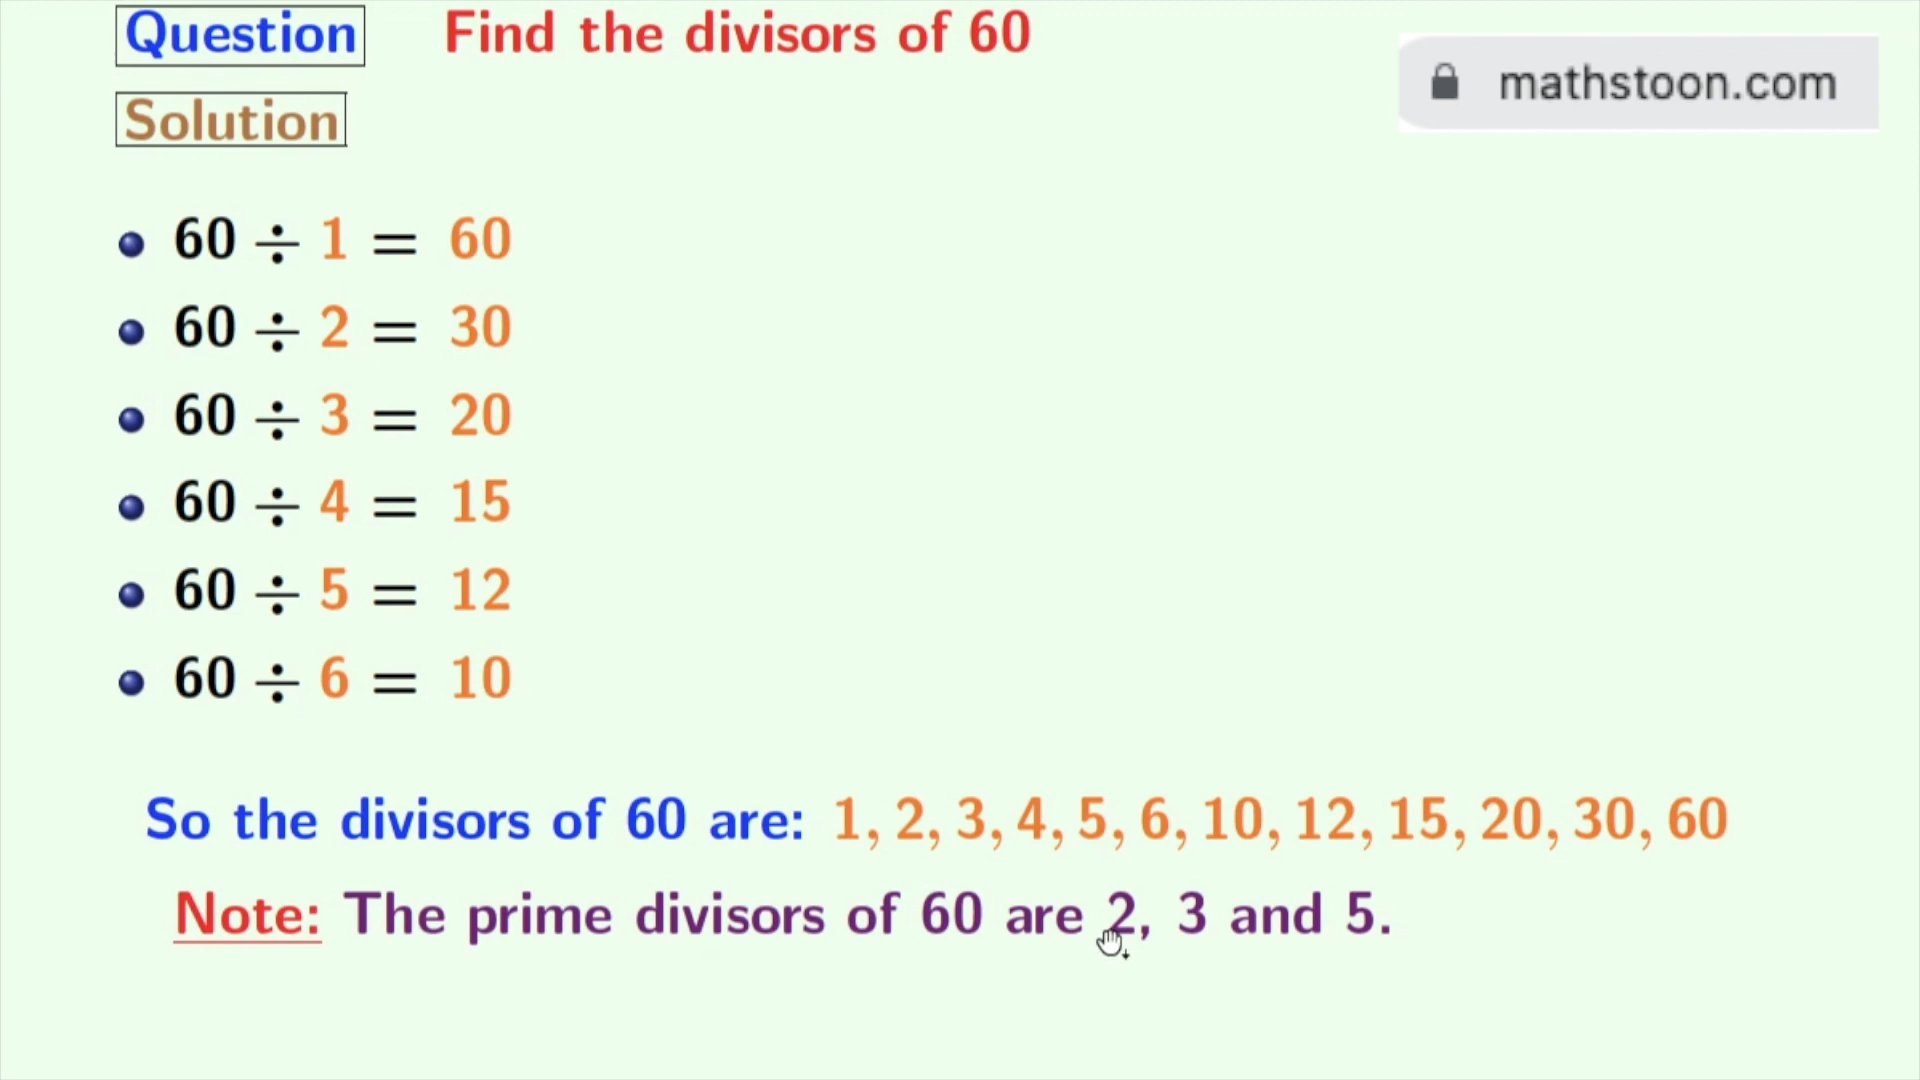 Question Find the divisors of 60
mathstoon.com
Solution
• 60 ÷ 1 = 60
• 60 ÷ 2 = 30
• 60 ÷ 3 = 20
• 60 ÷ 4 = 15
• 60 ÷ 5 = 12
• 60 ÷ 6 = 10
So the divisors of 60 are: 1, 2, 3, 4, 5, 6, 10, 12, 15, 20, 30, 60
Note: The prime divisors of 60 are 2, 3 and 5.